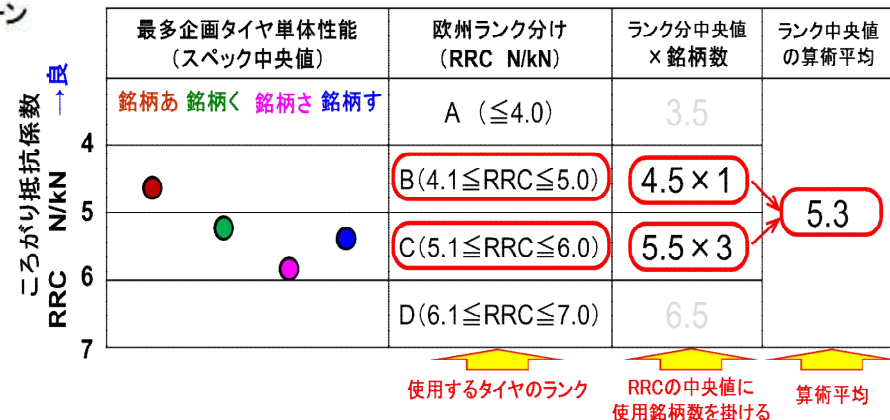 ーン
最多企画タイヤ単体性能
(スペック中央値)
欧州ランク分け
(RRC N/kN)
ランク分中央値
×銘柄数
ランク中央値
の算術平均
銘柄あ 銘柄く 銘柄さ 銘柄す
A (≦4.0)
3.5
B(4.1≦RRC≦5.0)
4.5×1
C(5.1≦RRC≦6.0)
5.5×3
5.3
D(6.1≦RRC≦7.0)
6.5
ころがり抵抗係数 →良
RRC N/kN
4
5
6
7
使用するタイヤのランク
RRCの中央値に
使用銘柄数を掛ける
算術平均